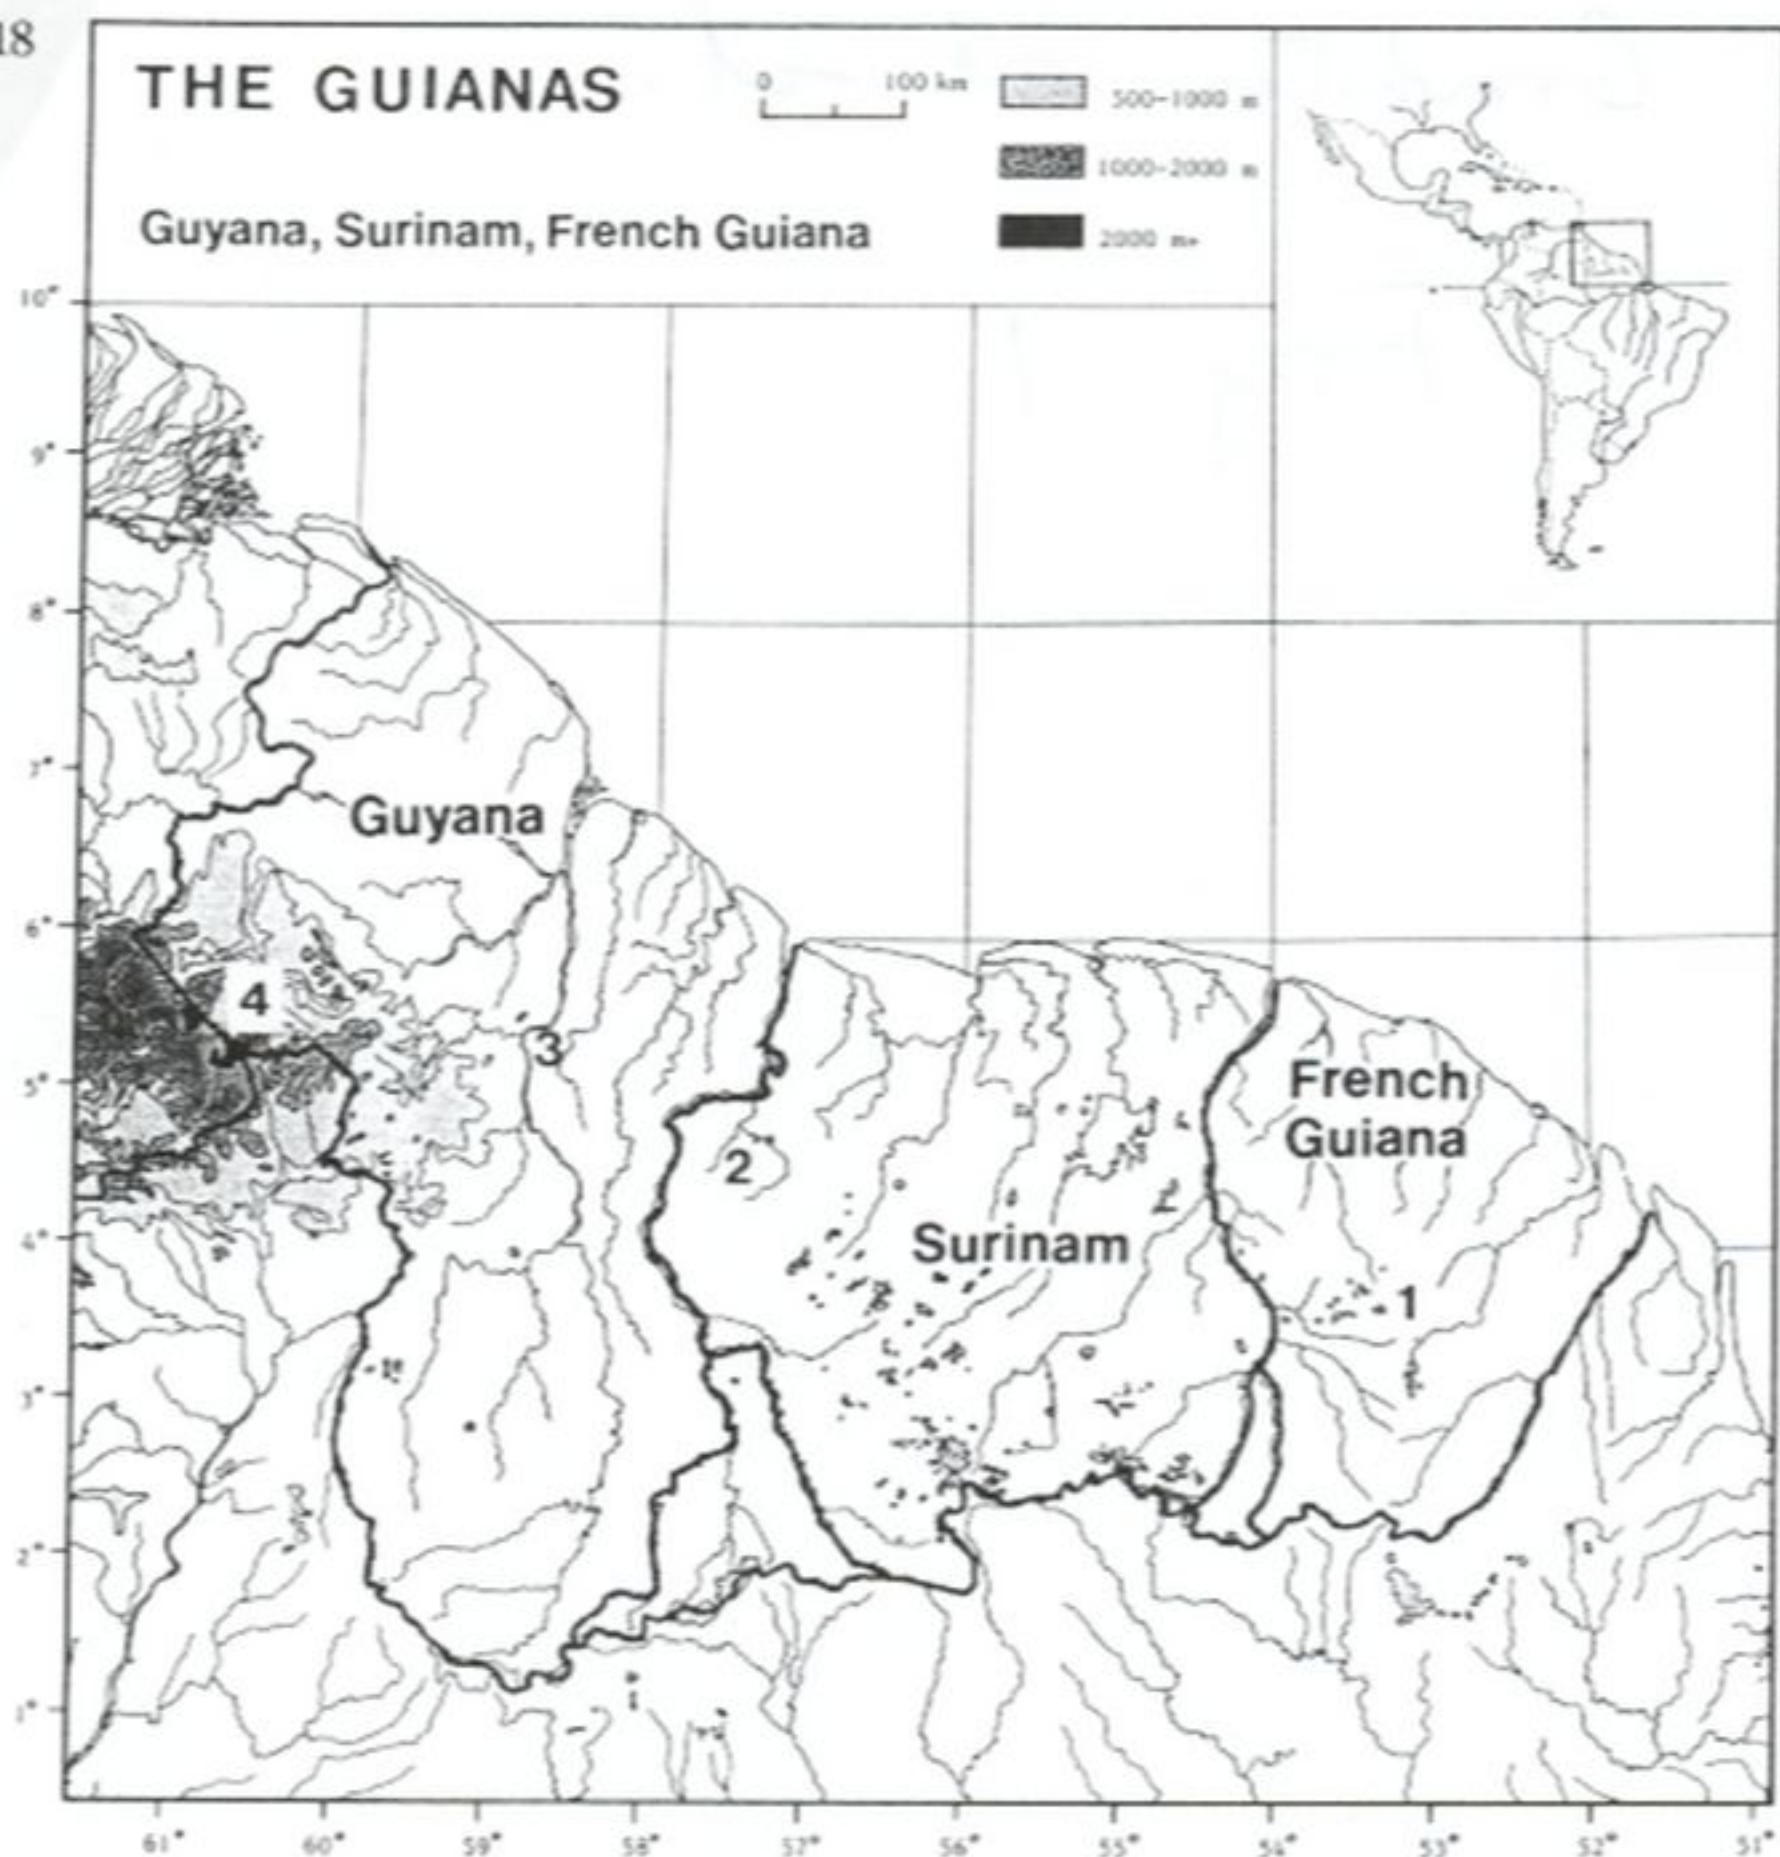 18
THE GUIANAS
0 100 km
500-1000 m
1000-2000 m
2000 m+
Guyana, Surinam, French Guiana
10°
9°
8°
7°
6°
5°
4°
3°
2°
1°
Guyana
4
3
2
Surinam
French
Guiana
1
61° 60° 59° 58° 57° 56° 55° 54° 53° 52° 51°